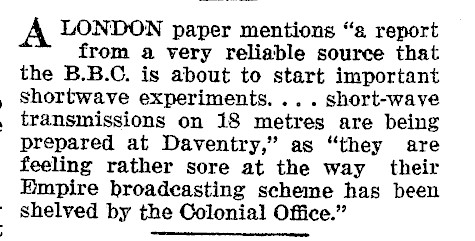 A LONDON paper mentions “a report
from a very reliable source that
the B.B.C. is about to start important
shortwave experiments. . . . short-wave
transmissions on 18 metres are being
prepared at Daventry,” as “they are
feeling rather sore at the way their
Empire broadcasting scheme has been
shelved by the Colonial Office.”